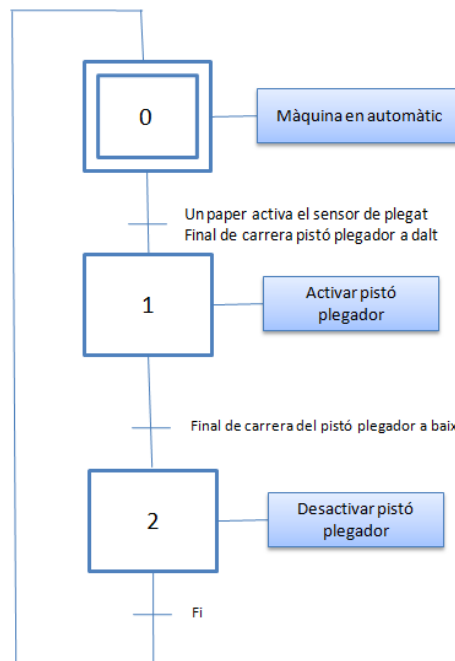 0
Màquina en automàtic
Un paper activa el sensor de plegat
Final de carrera pistó plegador a dalt
1
Activar pistó
plegador
Final de carrera del pistó plegador a baix
2
Desactivar pistó
plegador
Fi